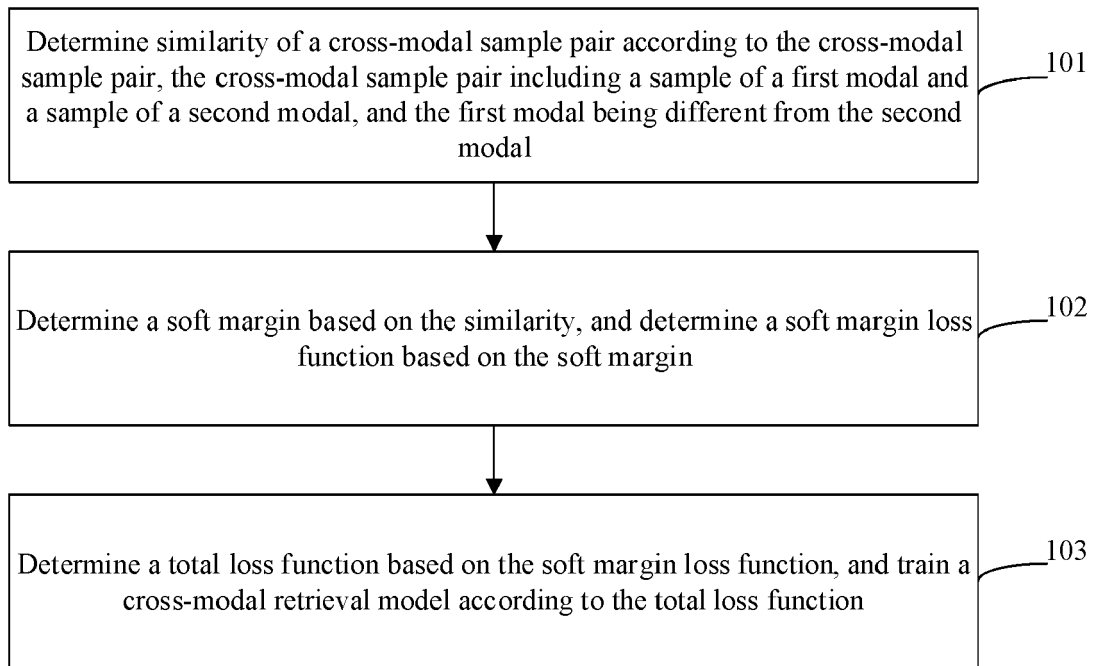 Determine similarity of a cross-modal sample pair according to the cross-modal
sample pair, the cross-modal sample pair including a sample of a first modal and
a sample of a second modal, and the first modal being different from the second
modal
101
Determine a soft margin based on the similarity, and determine a soft margin loss
function based on the soft margin
102
Determine a total loss function based on the soft margin loss function, and train a
cross-modal retrieval model according to the total loss function
103